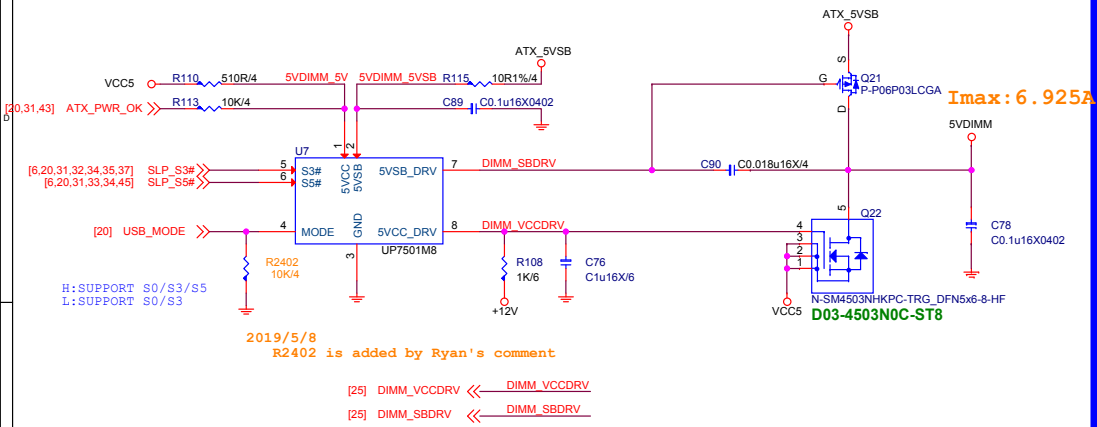 ATX_5VSB
ATX_5VSB
VCC5 R110 510R/4 5VDIMM_5V 5VDIMM_5VSB R115 10R1%/4
S
G Q21
P-P06P03LCGA
D
Imax:6.925A
[20,31,43] ATX_PWR_OK R113 10K/4
C89 C0.1u16X0402
D
5VDIMM
U7
1 2
[6,20,31,32,34,35,37] SLP_S3# 5 S3#
[6,20,31,33,34,45] SLP_S5# 6 S5#
5VCC
5VSB
5VSB_DRV 7 DIMM_SBDRV
C90 C0.018u16X/4
5 Q22
C78
C0.1u16X0402
[20] USB_MODE 4 MODE
GND
3
5VCC_DRV 8 DIMM_VCCDRV
UP7501M8
4
3
2
1
R2402
10K/4
R108
1K/6
C76
C1u16X/6
H:SUPPORT S0/S3/S5
L:SUPPORT S0/S3
+12V
VCC5
N-SM4503NHKPC-TRG_DFN5x6-8-HF
D03-4503N0C-ST8
2019/5/8
R2402 is added by Ryan's comment
[25] DIMM_VCCDRV DIMM_VCCDRV
[25] DIMM_SBDRV DIMM_SBDRV